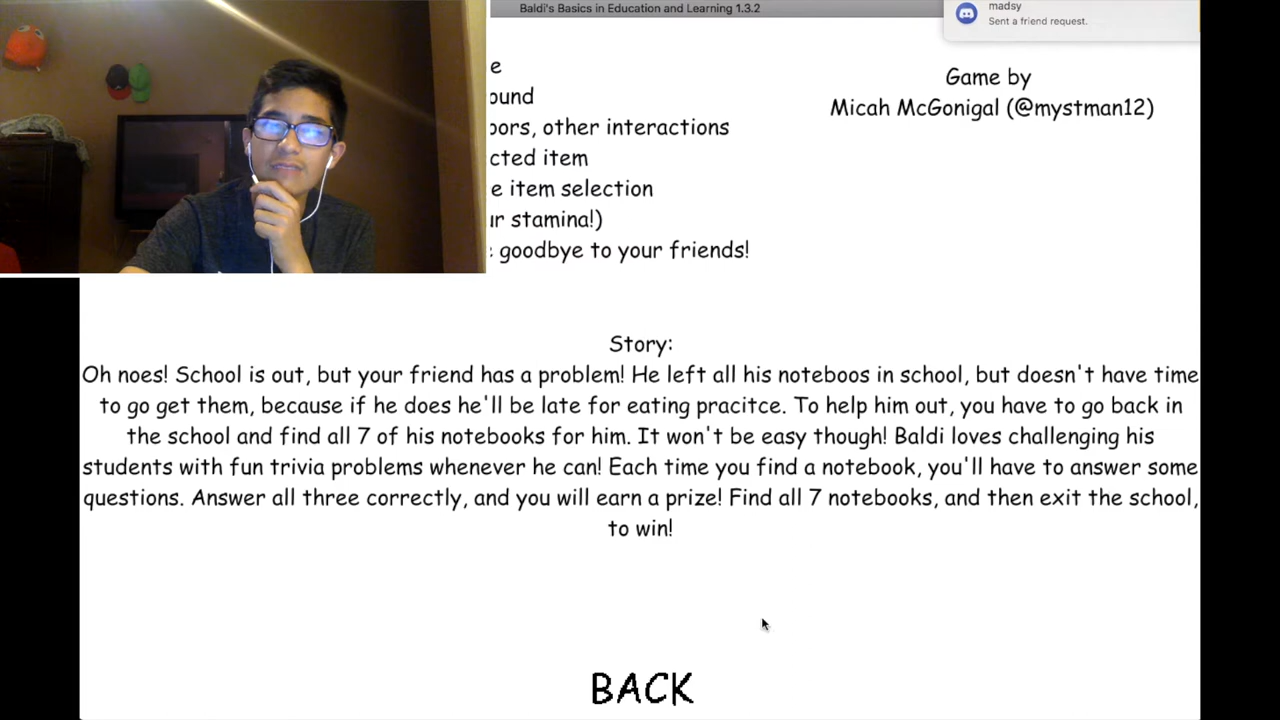 Baldi's Basics in Education and Learning 1.3.2
madsy
Sent a friend request.
e
ound
oors, other interactions
cted item
e item selection
ur stamina!)
goodbye to your friends!
Game by
Micah McGonigal (@mystman12)
Story:
Oh noes! School is out, but your friend has a problem! He left all his noteboos in school, but doesn't have time
to go get them, because if he does he'll be late for eating pracitce. To help him out, you have to go back in
the school and find all 7 of his notebooks for him. It won't be easy though! Baldi loves challenging his
students with fun trivia problems whenever he can! Each time you find a notebook, you'll have to answer some
questions. Answer all three correctly, and you will earn a prize! Find all 7 notebooks, and then exit the school,
to win!
BACK